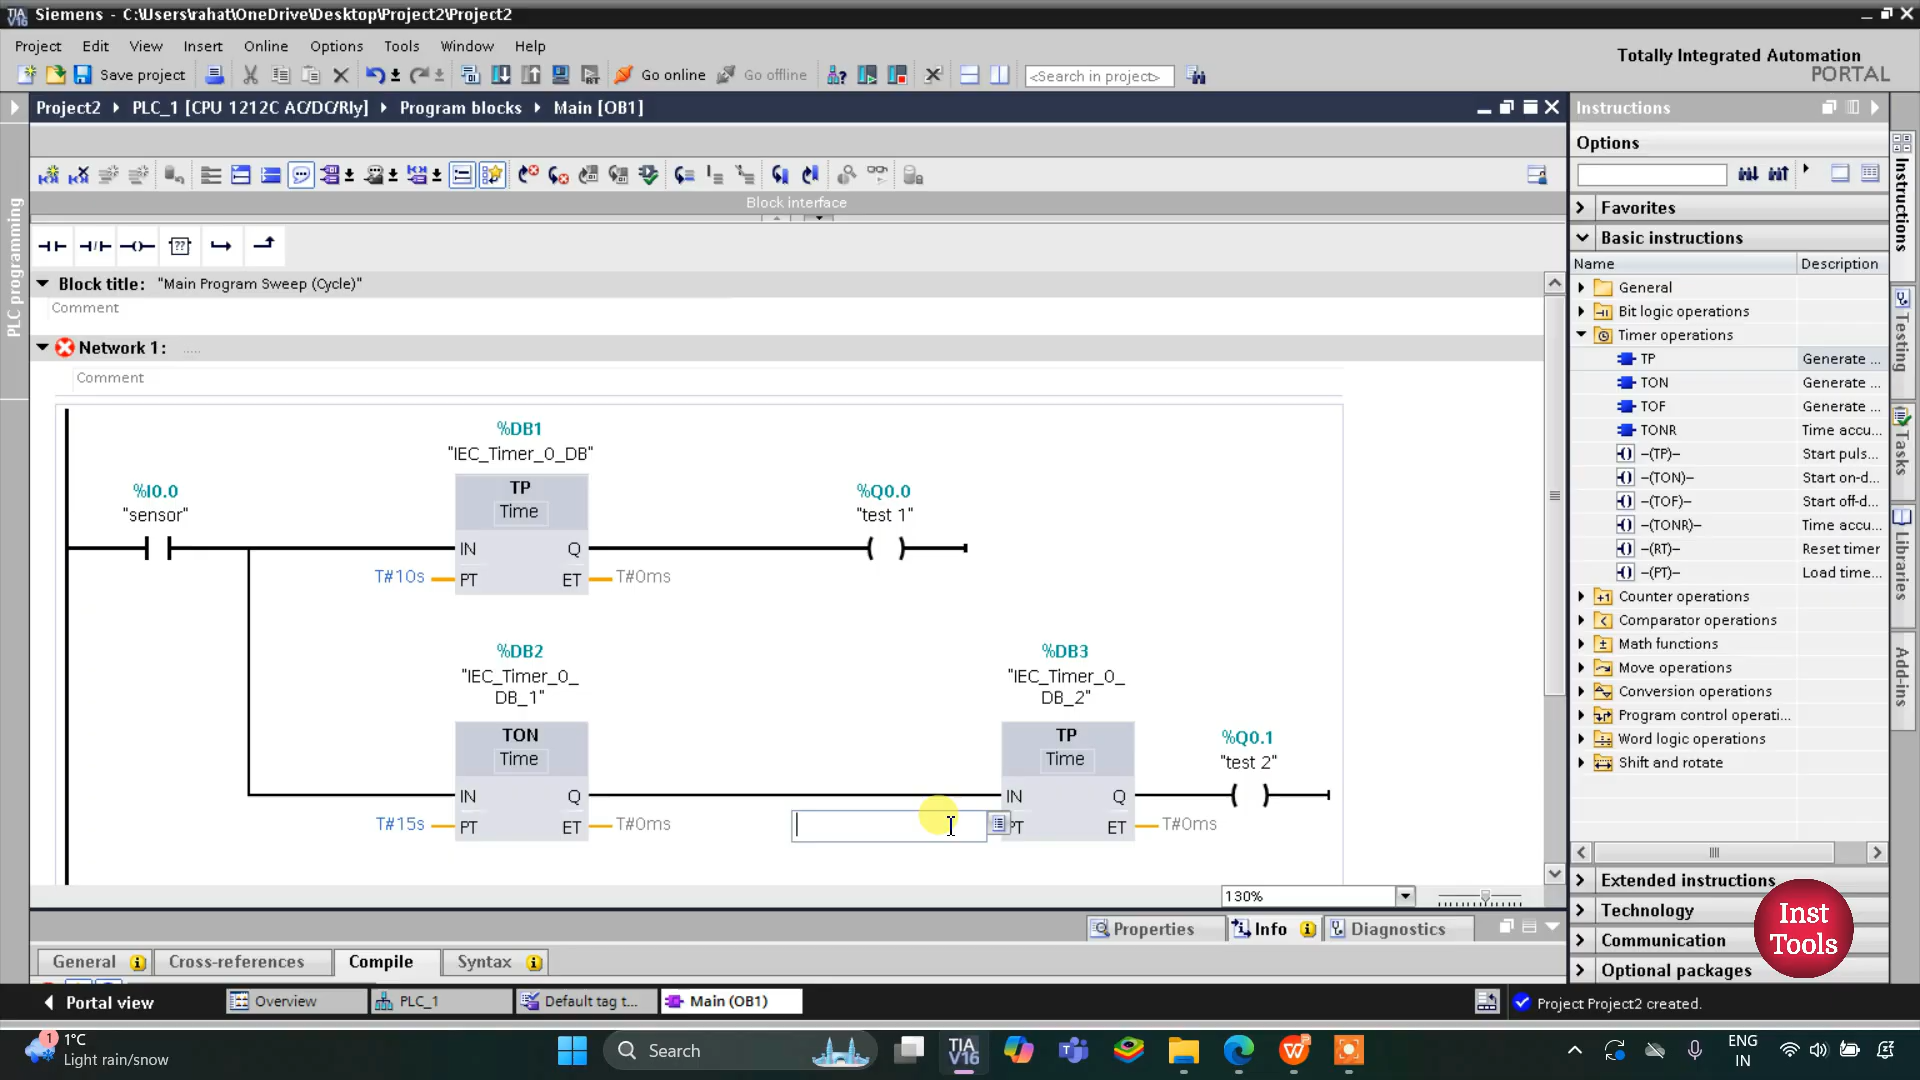 Siemens - C:\Users\rahat\OneDrive\Desktop\Project2\Project2
Project Edit View Insert Online Options Tools Window Help
Totally Integrated Automation
PORTAL
Save project
Go online
Go offline
<Search in project>
Project2 PLC_1 [CPU 1212C AC/DC/Rly] Program blocks Main [OB1]
Block interface
Block title: "Main Program Sweep (Cycle)"
Comment
Network 1: .....
Comment
%DB1
"IEC_Timer_0_DB"
%I0.0
"sensor"
TP
Time
%Q0.0
"test 1"
IN Q
T#10s PT ET T#0ms
%DB2
"IEC_Timer_0_
DB_1"
%DB3
"IEC_Timer_0_
DB_2"
TON
Time
TP
Time
%Q0.1
"test 2"
IN Q
IN Q
T#15s PT ET T#0ms
PT ET T#0ms
130%
Properties Info Diagnostics
General Cross-references Compile Syntax
Portal view Overview PLC_1 Default tag t... Main (OB1)
Project Project2 created.
Instructions
Options
Favorites
Basic instructions
Name Description
General
Bit logic operations
Timer operations
TP Generate ...
TON Generate ...
TOF Generate ...
TONR Time accu...
-(TP)- Start puls...
-(TON)- Start on-d...
-(TOF)- Start off-d...
-(TONR)- Time accu...
-(RT)- Reset timer
-(PT)- Load time...
Counter operations
Comparator operations
Math functions
Move operations
Conversion operations
Program control operati...
Word logic operations
Shift and rotate
Extended instructions
Technology
Communication
Optional packages
Inst
Tools
PLC programming
Instructions
Testing
Tasks
Libraries
Add-ins
1
1°C
Light rain/snow
Search
TIA
V16
ENG
IN